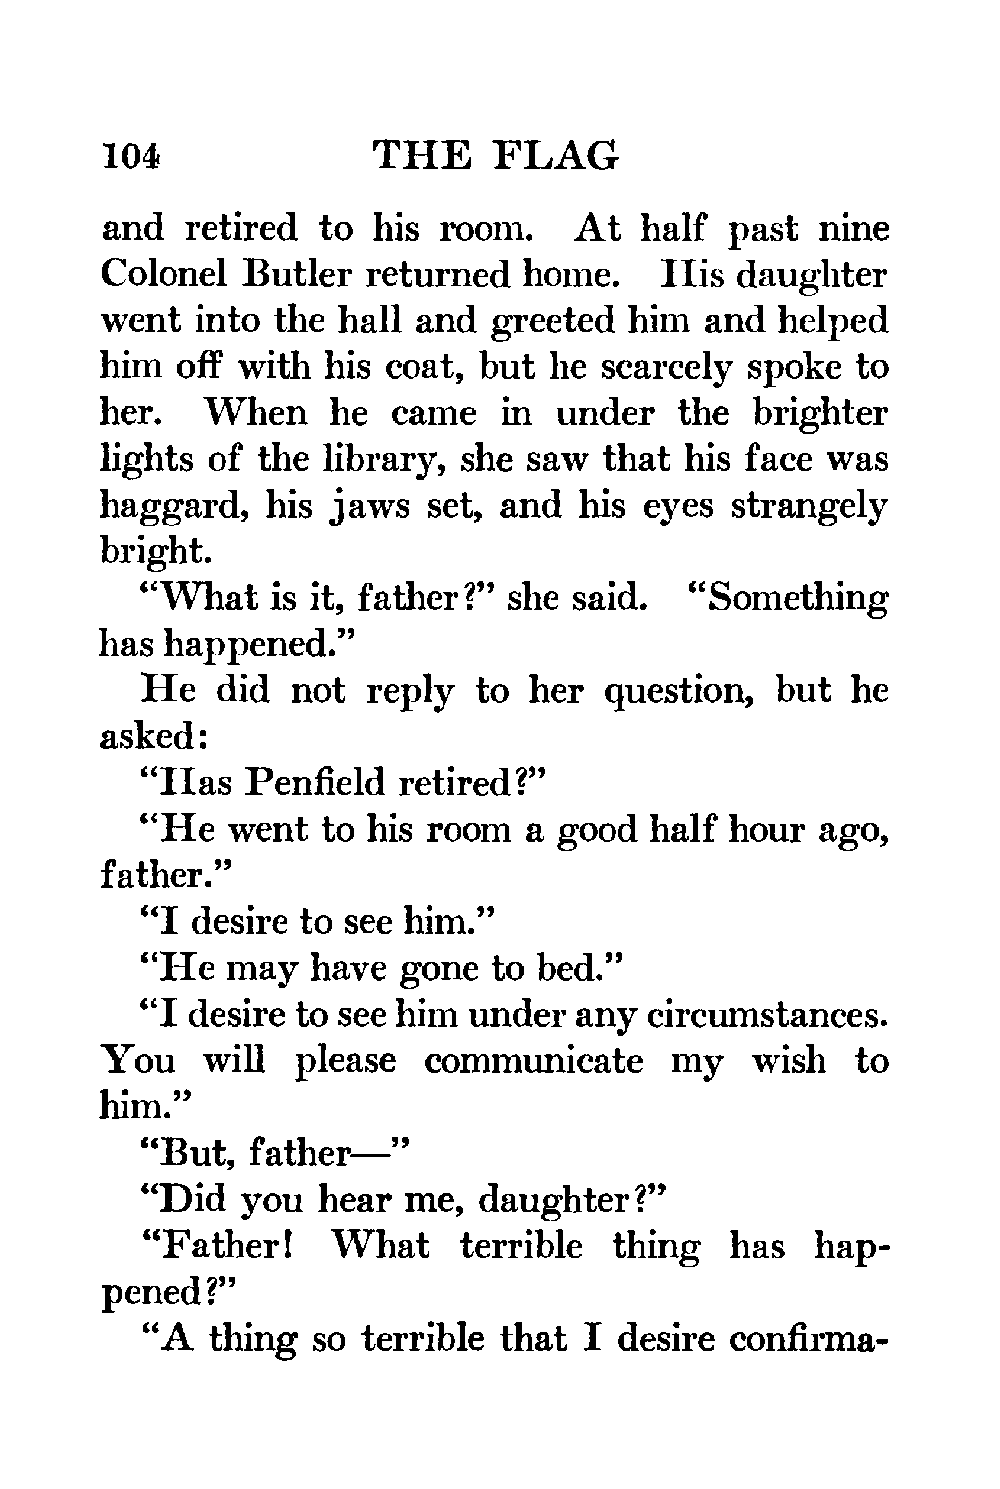 104 THE FLAG
and retired to his room. At half past nine
Colonel Butler returned home. His daughter
went into the hall and greeted him and helped
him off with his coat, but he scarcely spoke to
her. When he came in under the brighter
lights of the library, she saw that his face was
haggard, his jaws set, and his eyes strangely
bright.
“What is it, father?” she said. “Something
has happened.”
He did not reply to her question, but he
asked:
“Has Penfield retired?”
“He went to his room a good half hour ago,
father.”
“I desire to see him.”
“He may have gone to bed.”
“I desire to see him under any circumstances.
You will please communicate my wish to
him.”
“But, father—”
“Did you hear me, daughter?”
“Father! What terrible thing has hap-
pened?”
“A thing so terrible that I desire confirma-